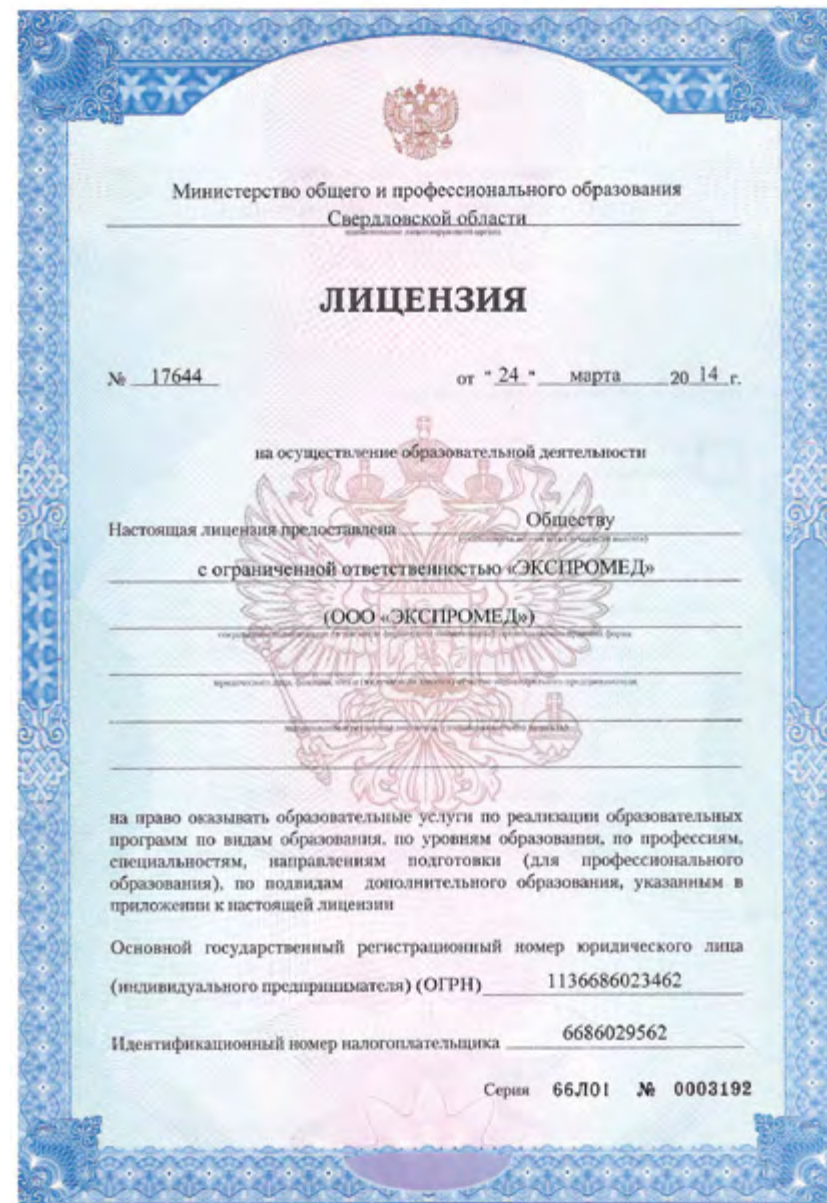 Министерство общего и профессионального образования
Свердловской области
наименование лицензирующего органа
ЛИЦЕНЗИЯ
№ 17644 от "24" марта 20 14 г.
на осуществление образовательной деятельности
Настоящая лицензия предоставлена Обществу
с ограниченной ответственностью «ЭКСПРОМЕД»
(ООО «ЭКСПРОМЕД»)
на право оказывать образовательные услуги по реализации образовательных
программ по видам образования, по уровням образования, по профессиям,
специальностям, направлениям подготовки (для профессионального
образования), по подвидам дополнительного образования, указанным в
приложении к настоящей лицензии
Основной государственный регистрационный номер юридического лица
(индивидуального предпринимателя) (ОГРН) 1136686023462
Идентификационный номер налогоплательщика 6686029562
Серия 66Л01 № 0003192